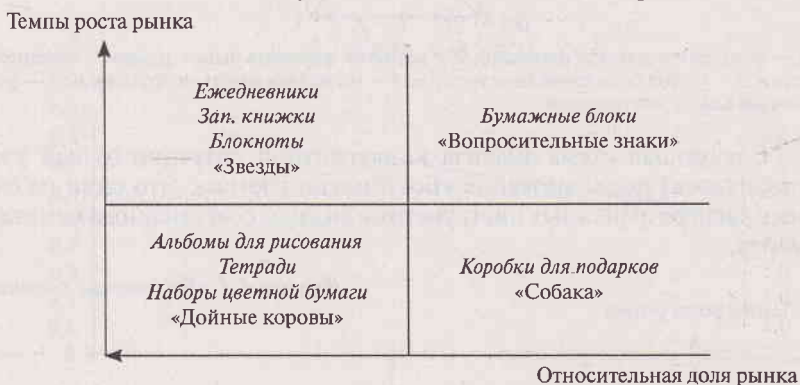 Темпы роста рынка
Ежедневники
Зап. книжки
Блокноты
«Звезды»
Бумажные блоки
«Вопросительные знаки»
Альбомы для рисования
Тетради
Наборы цветной бумаги
«Дойные коровы»
Коробки для подарков
«Собака»
Относительная доля рынка